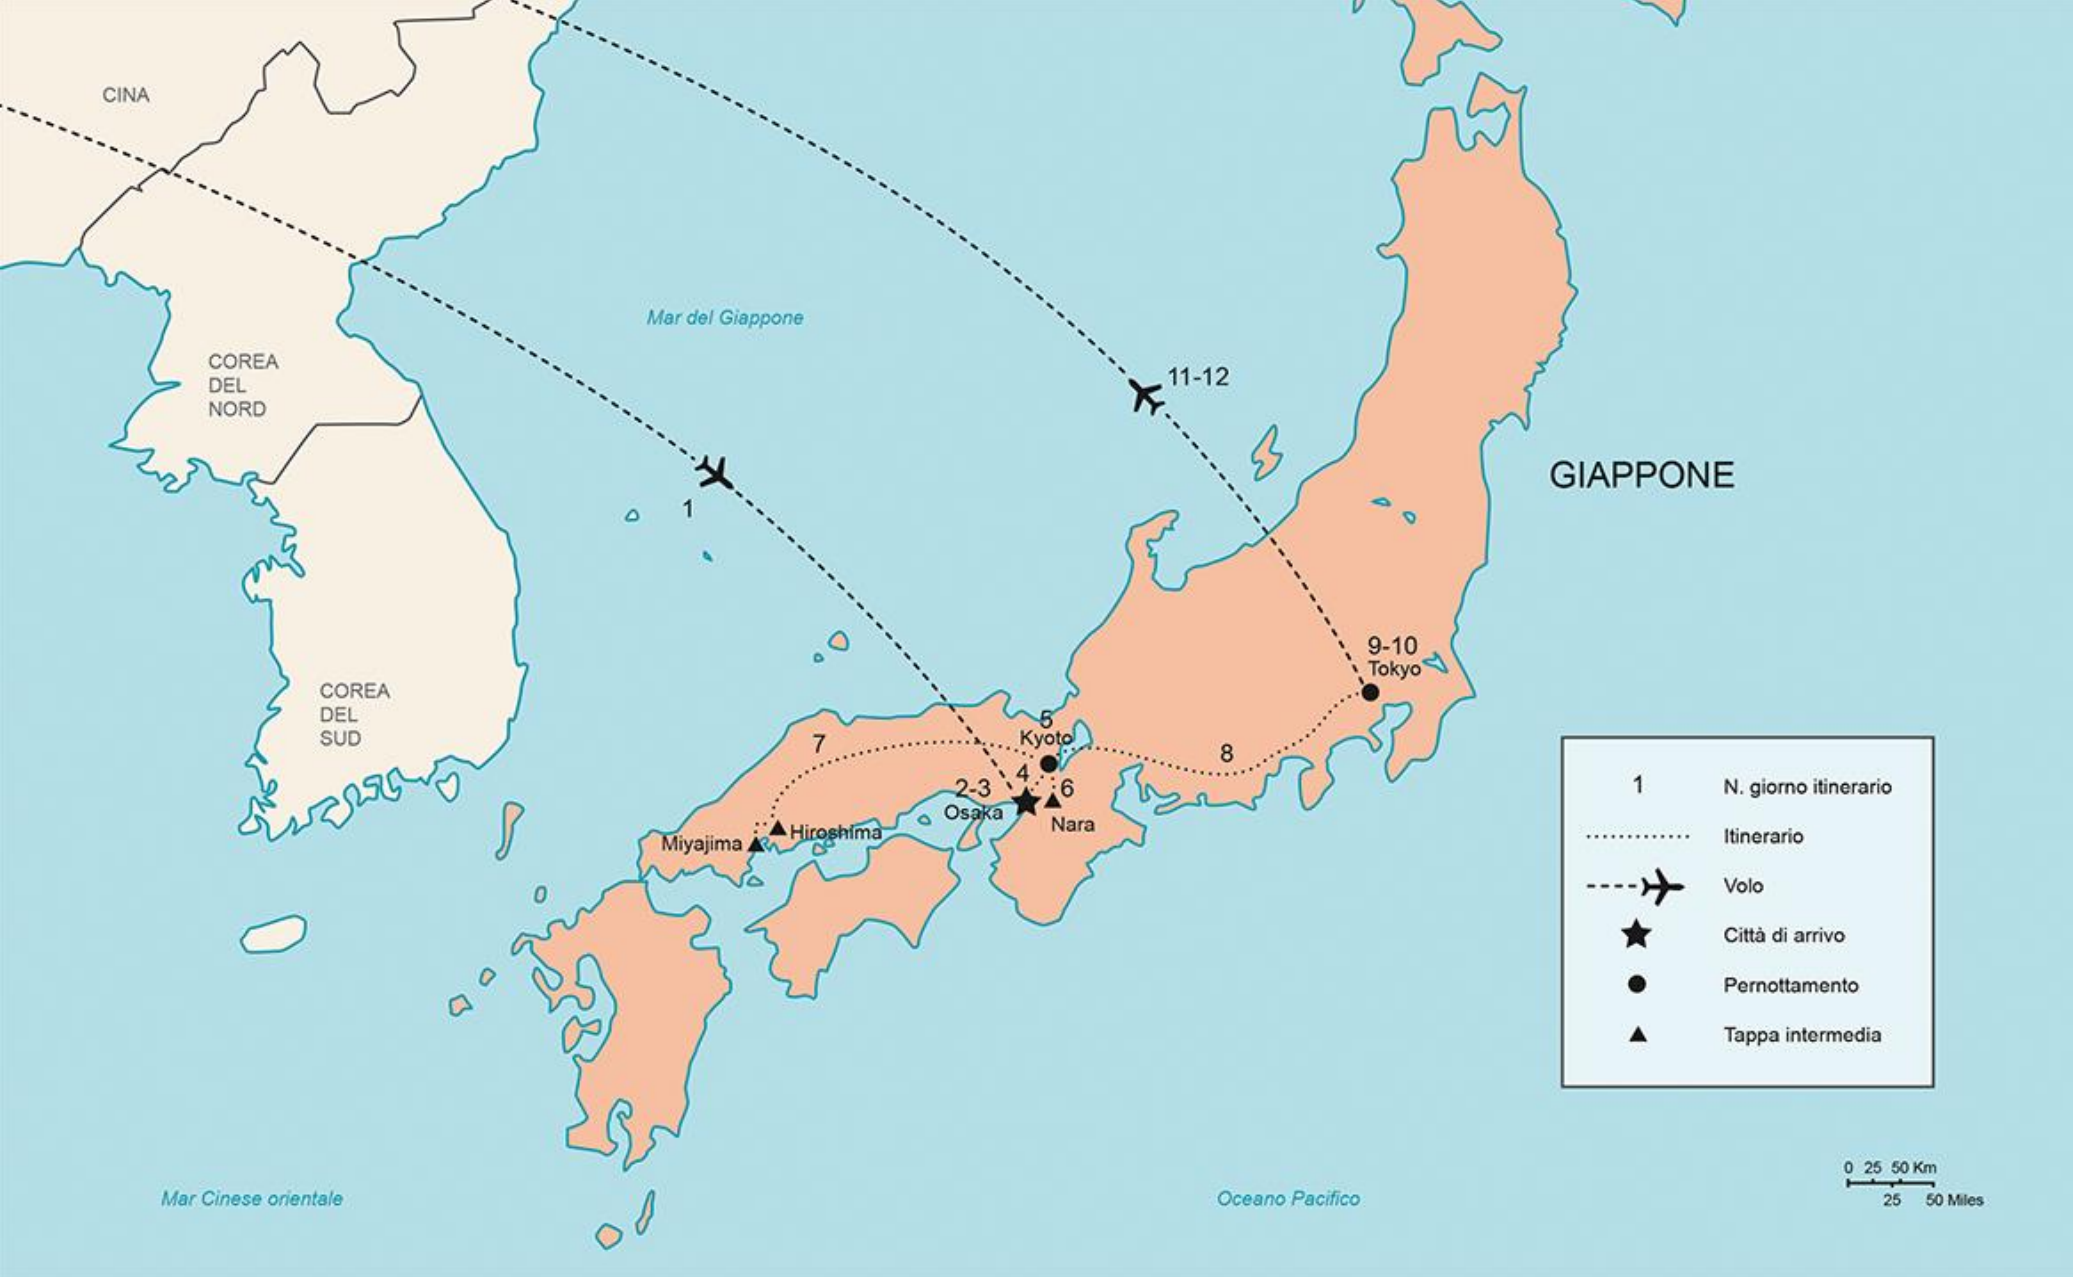 CINA
11-12
Mar del Giappone
COREA
DEL
NORD
GIAPPONE
1
9-10
Tokyo
COREA
DEL
SUD
5
Kyoto
7
8
4
2-3
6
Osaka
Nara
Hiroshima
Miyajima
1 N. giorno itinerario
Itinerario
Volo
Città di arrivo
Pernottamento
Tappa intermedia
0 25 50 Km
25 50 Miles
Mar Cinese orientale
Oceano Pacifico